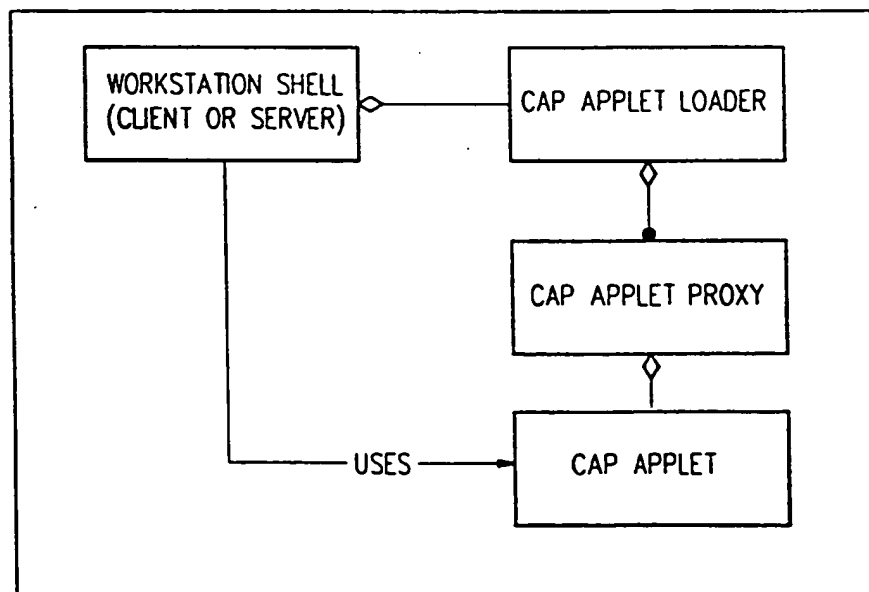 WORKSTATION SHELL
(CLIENT OR SERVER)
CAP APPLET LOADER
CAP APPLET PROXY
USES
CAP APPLET